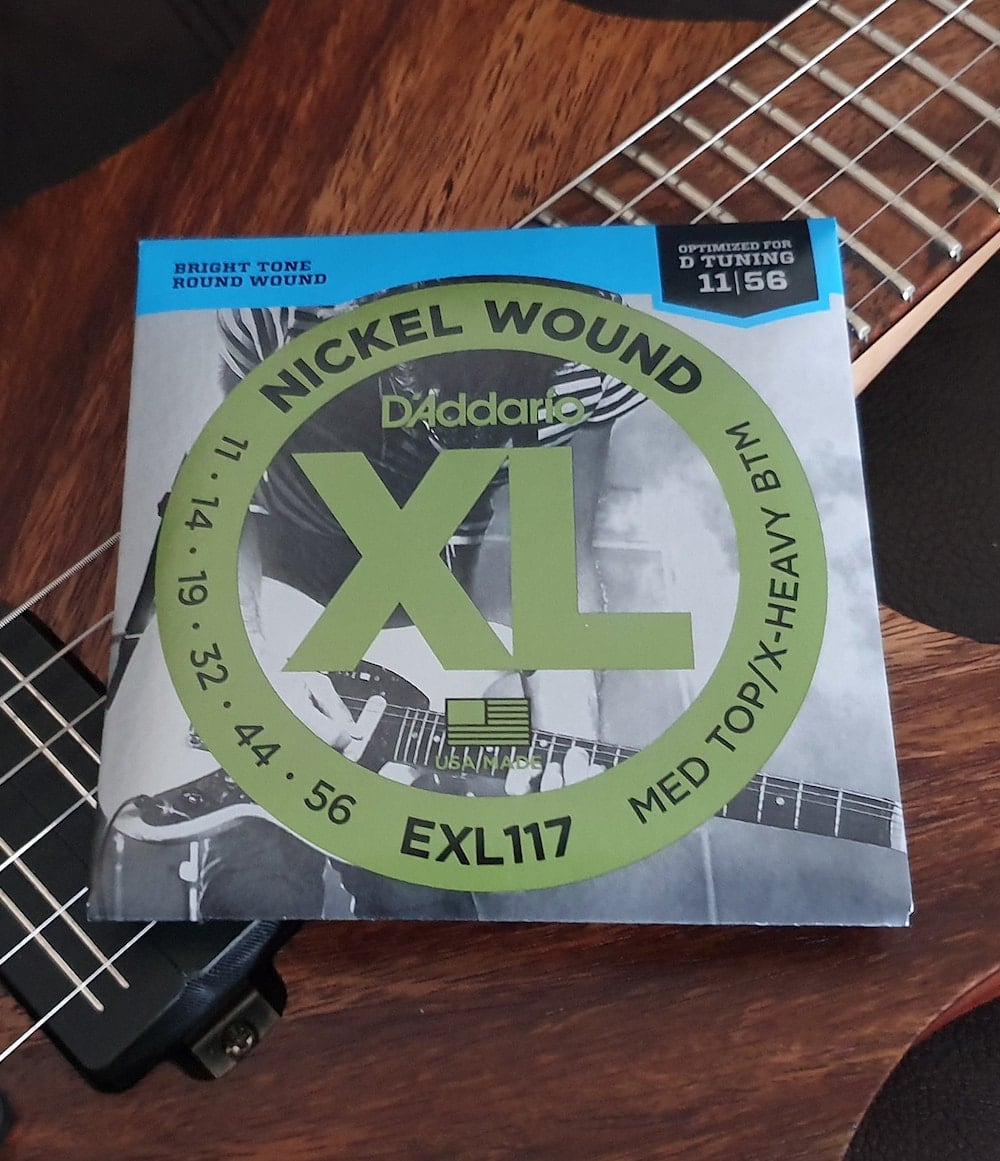 BRIGHT TONE
ROUND WOUND
OPTIMIZED FOR
D TUNING
11|56
NICKEL WOUND
D'Addario
XL
USA MADE
11 · 14 · 19 · 32 · 44 · 56
EXL117
MED TOP/X-HEAVY BTM